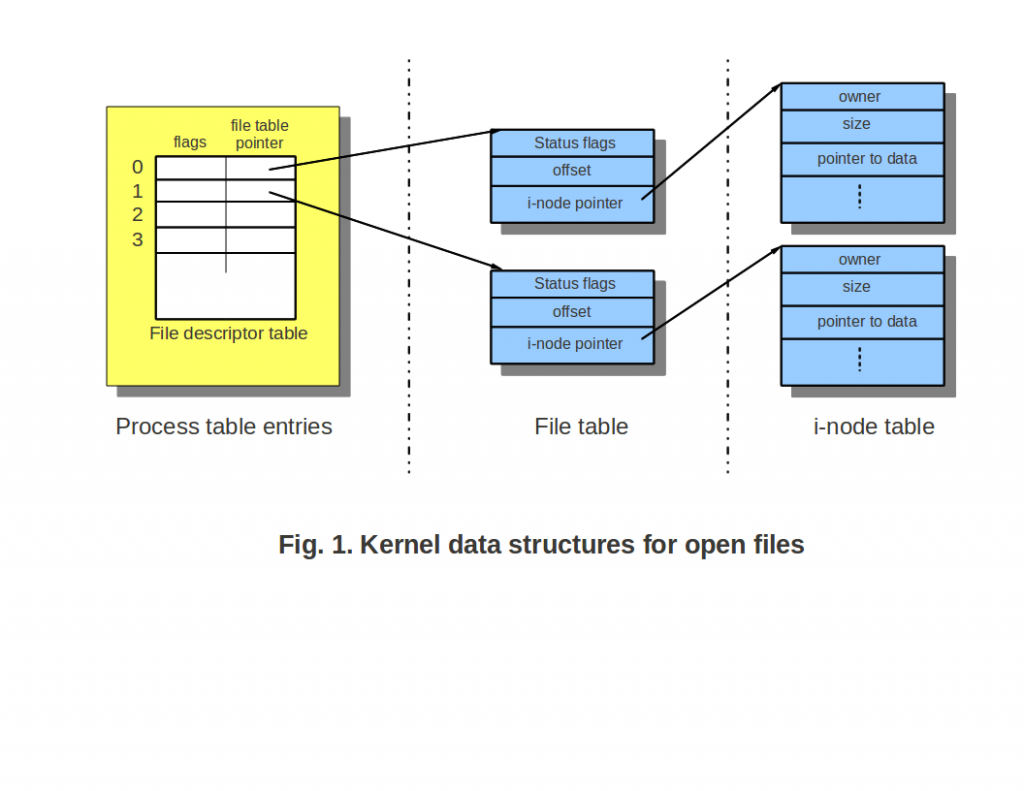 flags
file table
pointer
0
1
2
3
File descriptor table
Process table entries
Status flags
offset
i-node pointer
Status flags
offset
i-node pointer
File table
owner
size
pointer to data
owner
size
pointer to data
i-node table
Fig. 1. Kernel data structures for open files